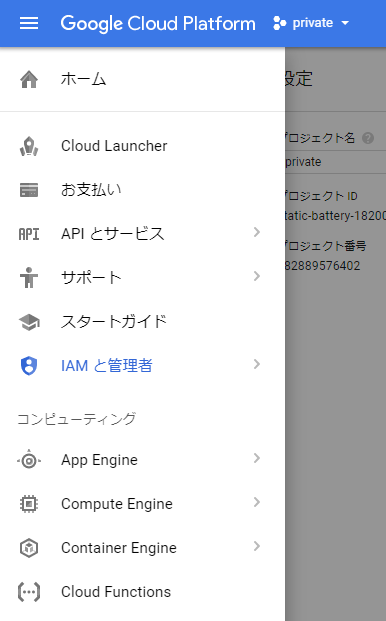 Google Cloud Platform private
ホーム
設定
Cloud Launcher
プロジェクト名
private
お支払い
プロジェクト ID
tatic-battery-18200
API とサービス
プロジェクト番号
82889576402
サポート
スタートガイド
IAM と管理者
コンピューティング
App Engine
Compute Engine
Container Engine
Cloud Functions